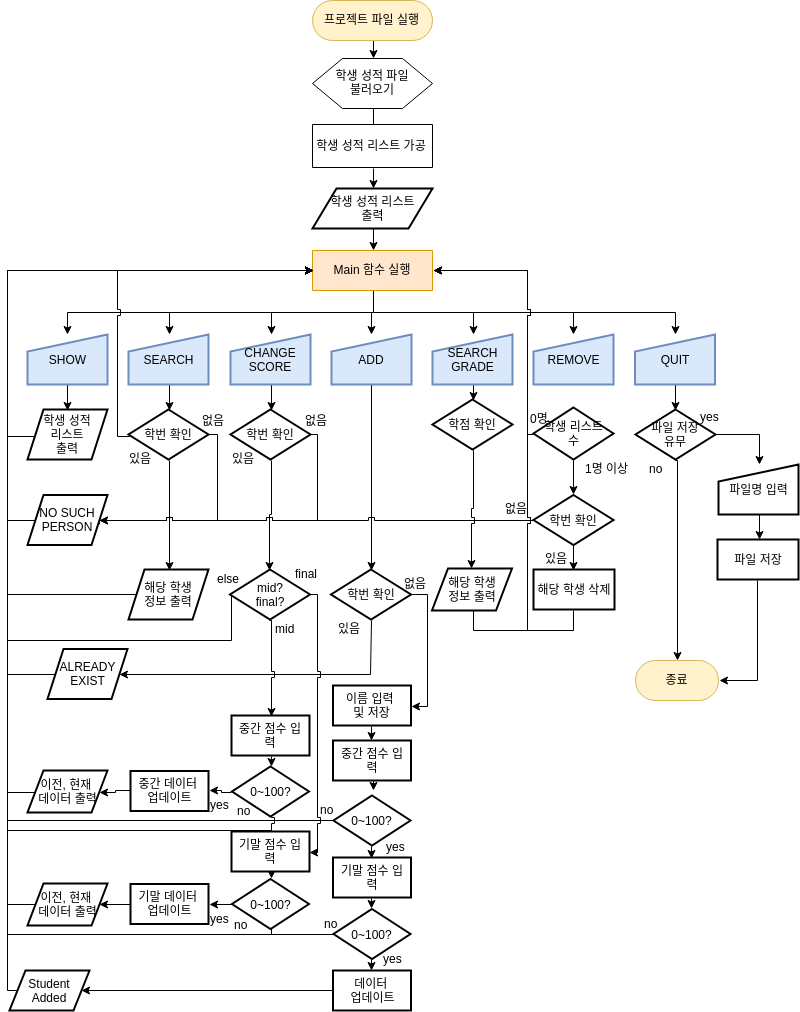 프로젝트 파일 실행
학생 성적 파일
불러오기
학생 성적 리스트 가공
학생 성적 리스트
출력
Main 함수 실행
SHOW
SEARCH
CHANGE
SCORE
ADD
SEARCH
GRADE
REMOVE
QUIT
학생 성적
리스트
출력
학번 확인
없음
있음
학번 확인
없음
있음
학점 확인
0명
학생 리스트
수
1명 이상
파일 저장
유무
yes
no
파일명 입력
NO SUCH
PERSON
없음
학번 확인
있음
파일 저장
해당 학생
정보 출력
else
mid?
final?
final
mid
학번 확인
없음
있음
해당 학생
정보 출력
해당 학생 삭제
ALREADY
EXIST
종료
이름 입력
및 저장
중간 점수 입
력
중간 점수 입
력
이전, 현재
데이터 출력
중간 데이터
업데이트
yes
0~100?
no
no
0~100?
yes
기말 점수 입
력
기말 점수 입
력
이전, 현재
데이터 출력
기말 데이터
업데이트
yes
0~100?
no
no
0~100?
yes
Student
Added
데이터
업데이트